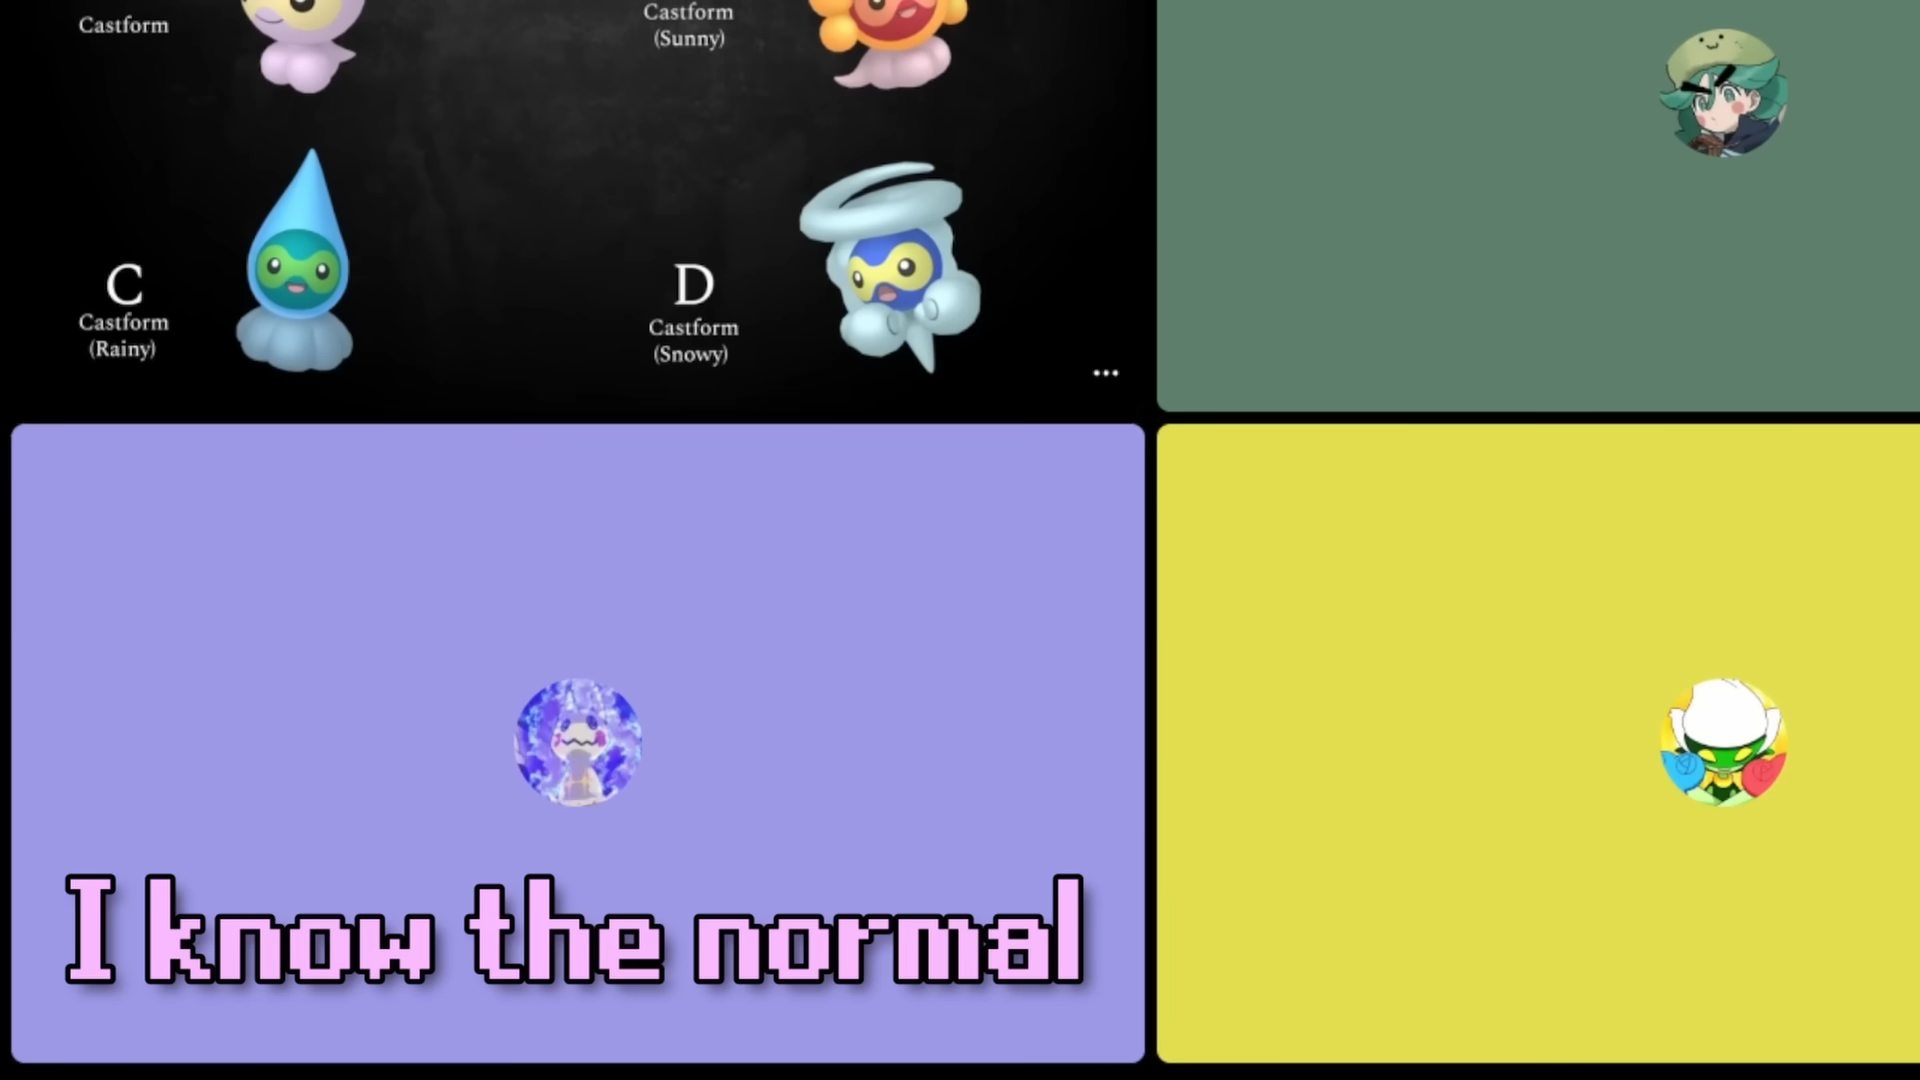 Castform
Castform
(Sunny)
C
Castform
(Rainy)
D
Castform
(Snowy)
I know the normal